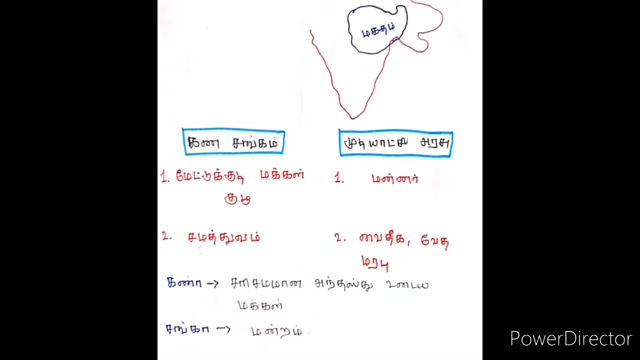 மகதம்
கண சங்கம்
முடியாட்சி அரசு
1. மேட்டுக்குடி மக்கள்
குழு
1. மன்னர்
2. சமத்துவம்
2. வைதீக, வேத
மரபு
கணா → சரிசமமான அந்தஸ்து உடைய
மக்கள்
சங்கா → மன்றம்
PowerDirector